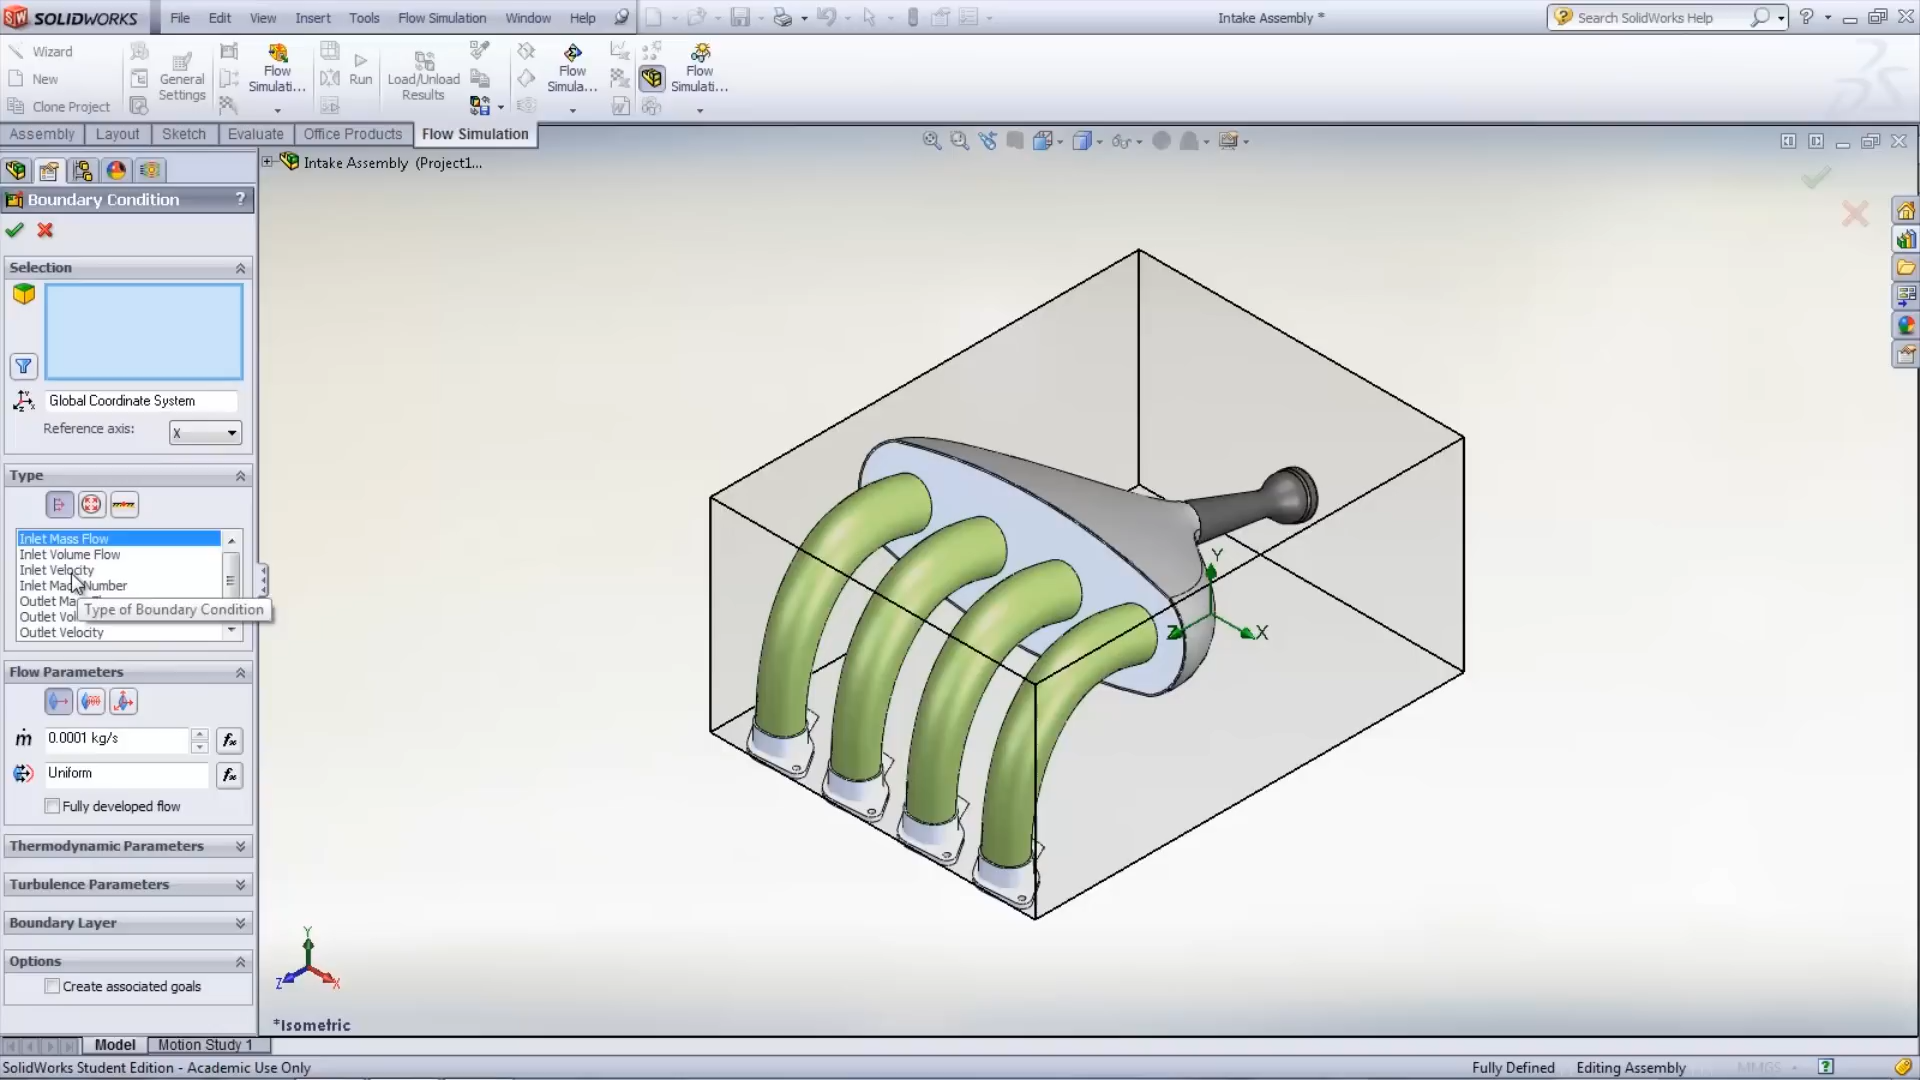 SOLIDWORKS File Edit View Insert Tools Flow Simulation Window Help Intake Assembly * Search SolidWorks Help
Wizard
New
Clone Project
General
Settings
Flow
Simulati...
Run
Load/Unload
Results
Flow
Simula...
Flow
Simulati...
Assembly Layout Sketch Evaluate Office Products Flow Simulation
Intake Assembly (Project1...
Boundary Condition ?
Selection
Global Coordinate System
Reference axis: X
Type
Inlet Mass Flow
Inlet Volume Flow
Inlet Velocity
Inlet Number
Outlet
Outlet
Outlet Velocity
Type of Boundary Condition
Flow Parameters
ṁ 0.0001 kg/s fx
Uniform fx
Fully developed flow
Thermodynamic Parameters
Turbulence Parameters
Boundary Layer
Options
Create associated goals
Y
Z X
Y
Z X
*Isometric
Model Motion Study 1
SolidWorks Student Edition - Academic Use Only Fully Defined Editing Assembly MMGS